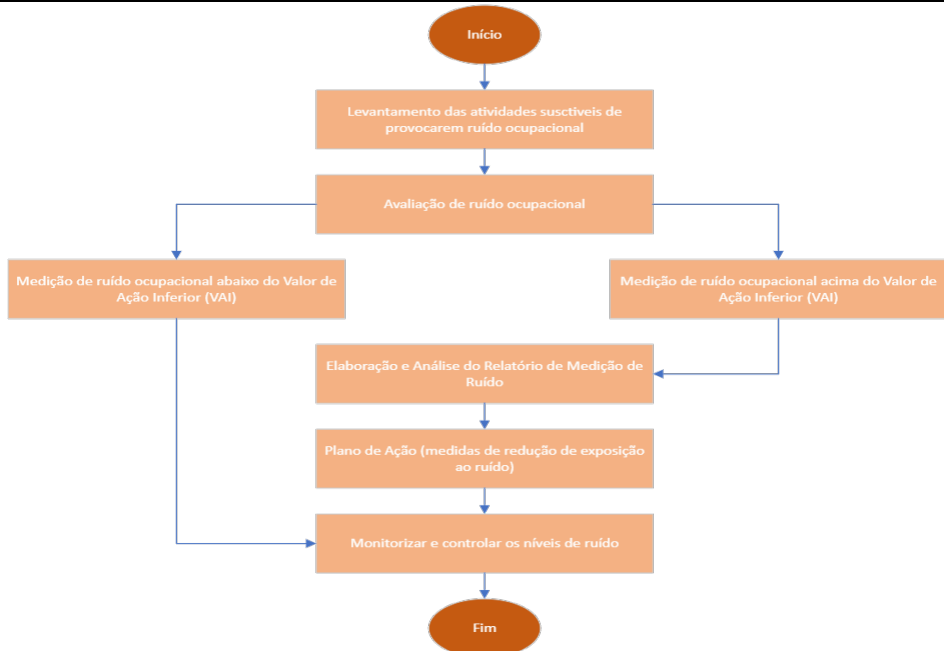 Início
Levantamento das atividades susctiveis de
provocarem ruído ocupacional
Avaliação de ruído ocupacional
Medição de ruído ocupacional abaixo do Valor de
Ação Inferior (VAI)
Medição de ruído ocupacional acima do Valor de
Ação Inferior (VAI)
Elaboração e Análise do Relatório de Medição de
Ruído
Plano de Ação (medidas de redução de exposição
ao ruído)
Monitorizar e controlar os níveis de ruído
Fim